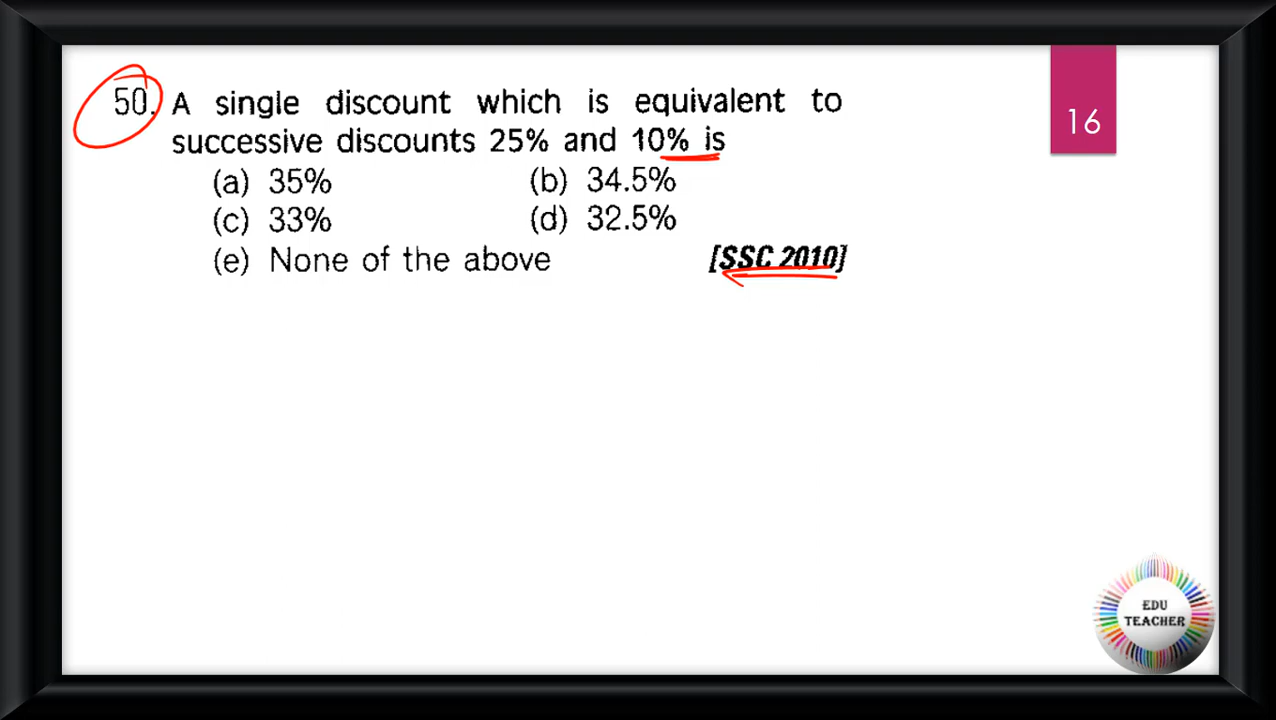 16
50. A single discount which is equivalent to
successive discounts 25% and 10% is
(a) 35% (b) 34.5%
(c) 33% (d) 32.5%
(e) None of the above [SSC 2010]
EDU
TEACHER